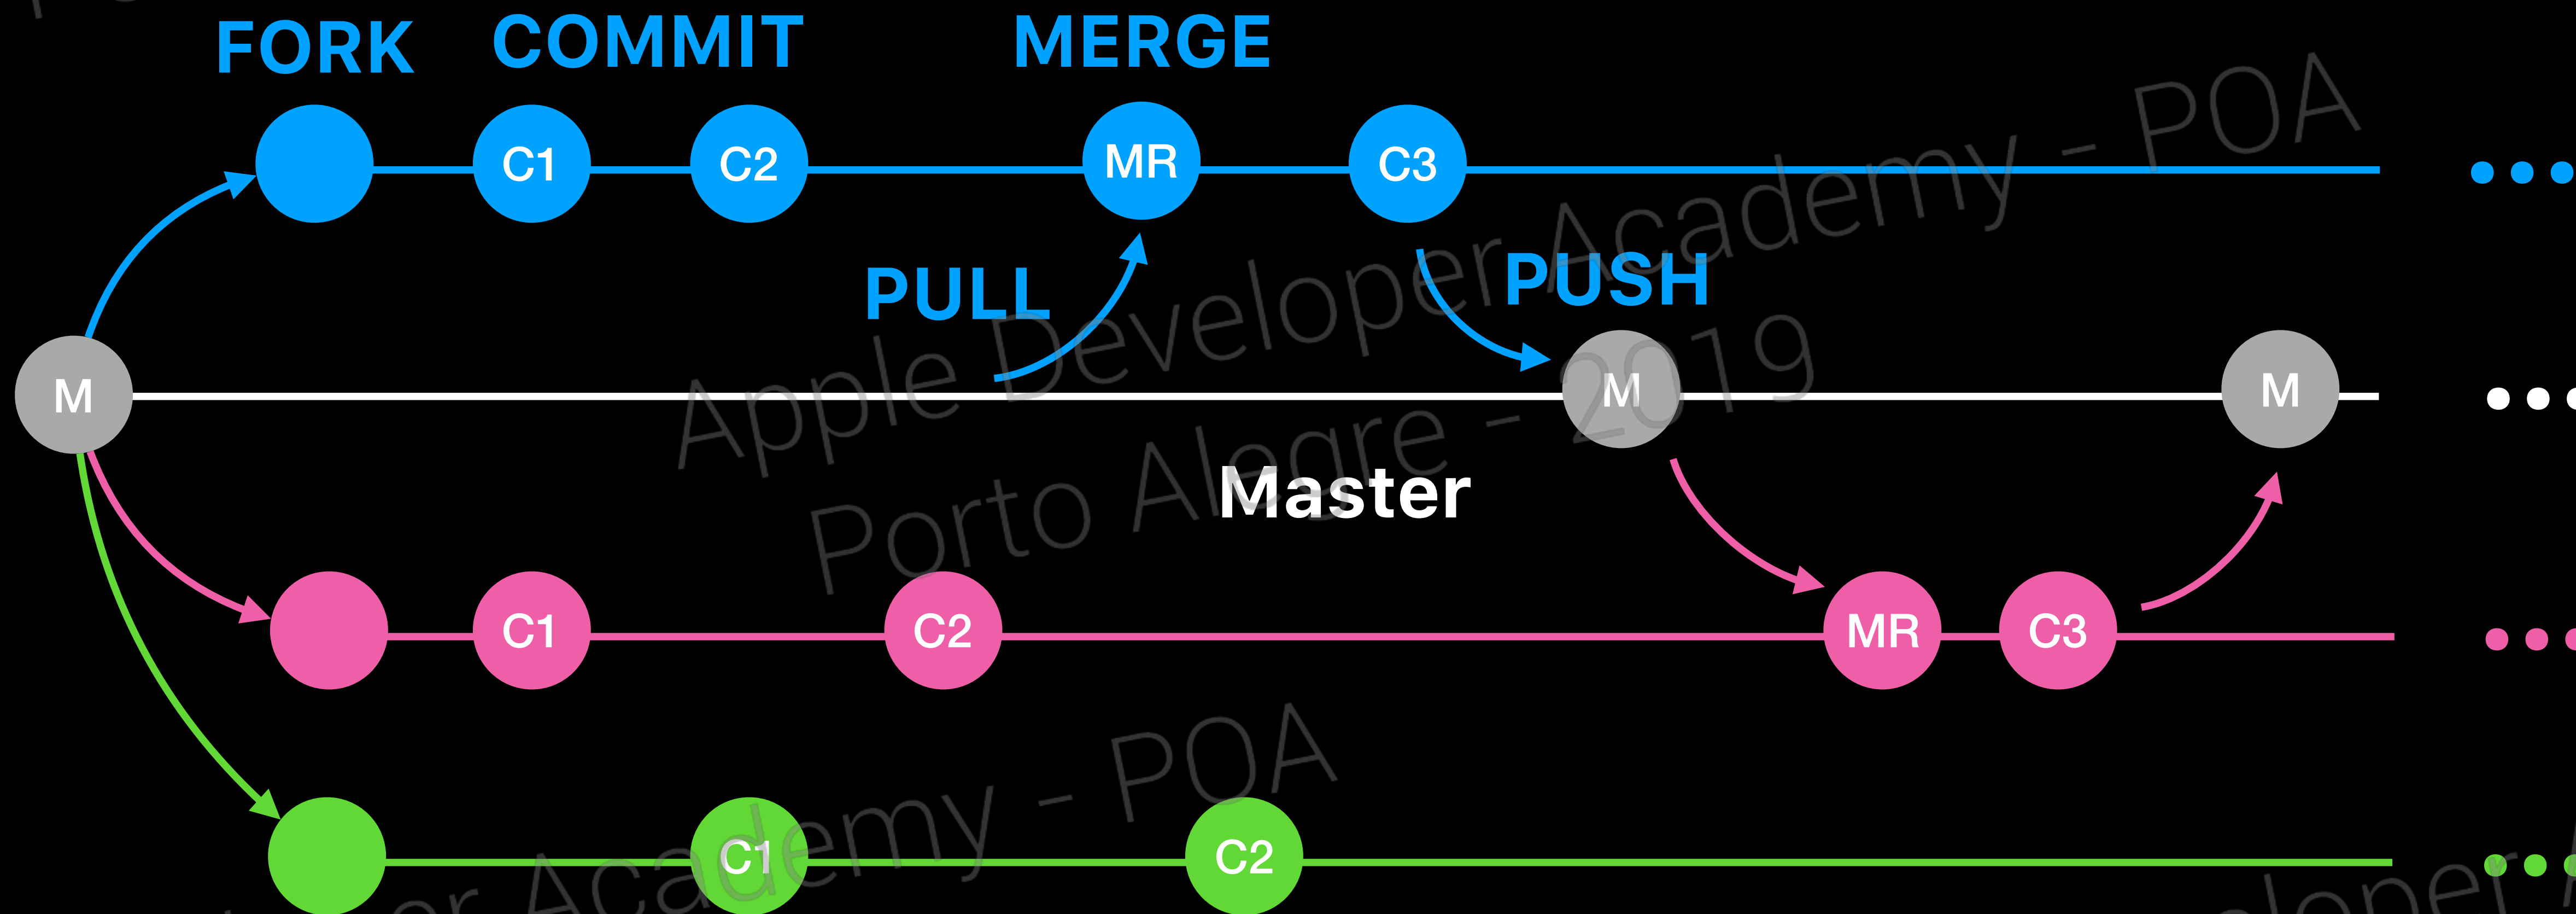 FORK COMMIT MERGE
C1 C2 MR C3
PULL PUSH
M M M
Master
C1 C2 MR C3
C1 C2
Apple Developer Academy - POA
Porto Alegre - 2019
Academy - POA